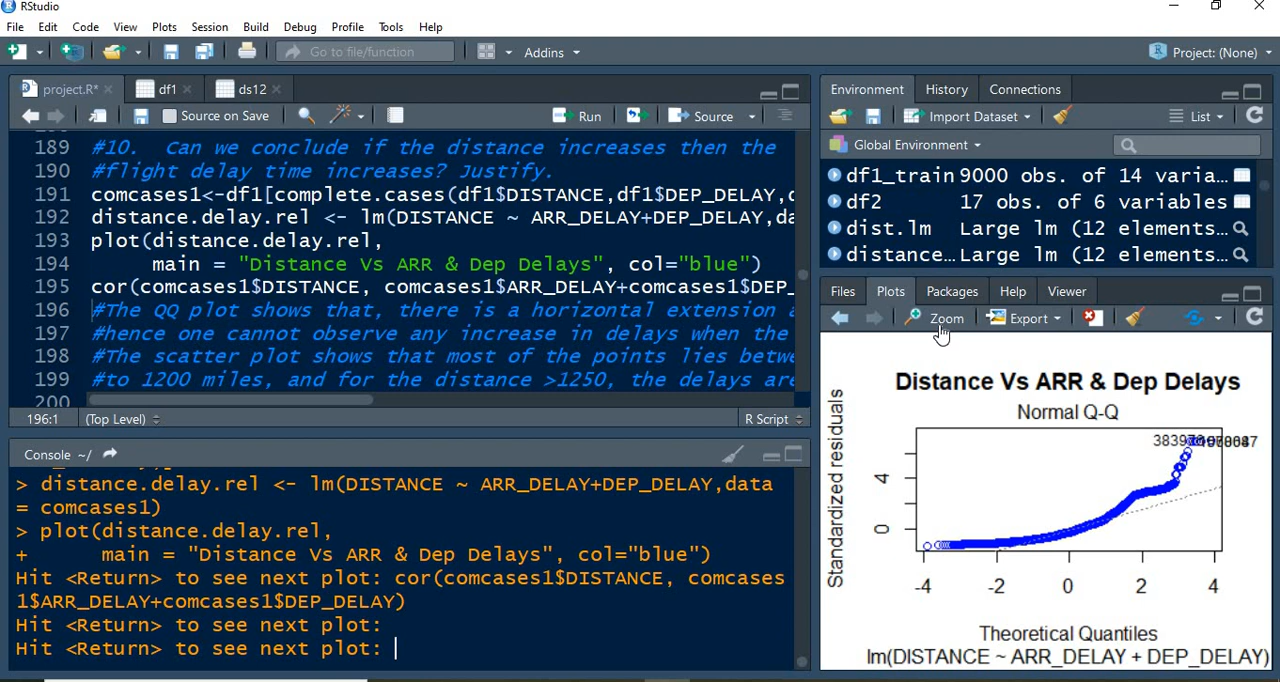 RStudio
File Edit Code View Plots Session Build Debug Profile Tools Help
Go to file/function Addins Project: (None)
project.R* df1 ds12
Source on Save Run Source
189 #10. Can we conclude if the distance increases then the
190 #flight delay time increases? Justify.
191 comcases1<-df1[complete.cases(df1$DISTANCE,df1$DEP_DELAY,
192 distance.delay.rel <- lm(DISTANCE ~ ARR_DELAY+DEP_DELAY,da
193 plot(distance.delay.rel,
194 main = "Distance Vs ARR & Dep Delays", col="blue")
195 cor(comcases1$DISTANCE, comcases1$ARR_DELAY+comcases1$DEP_
196 #The QQ plot shows that, there is a horizontal extension
197 #hence one cannot observe any increase in delays when the
198 #The scatter plot shows that most of the points lies betwe
199 #to 1200 miles, and for the distance >1250, the delays are
200
196:1 (Top Level) R Script
Console ~/
> distance.delay.rel <- lm(DISTANCE ~ ARR_DELAY+DEP_DELAY,data
= comcases1)
> plot(distance.delay.rel,
+ main = "Distance Vs ARR & Dep Delays", col="blue")
Hit <Return> to see next plot: cor(comcases1$DISTANCE, comcases
1$ARR_DELAY+comcases1$DEP_DELAY)
Hit <Return> to see next plot:
Hit <Return> to see next plot:
Environment History Connections
Import Dataset List
Global Environment
df1_train 9000 obs. of 14 varia...
df2 17 obs. of 6 variables
dist.lm Large lm (12 elements...
distance... Large lm (12 elements...
Files Plots Packages Help Viewer
Zoom Export
Distance Vs ARR & Dep Delays
Normal Q-Q
Standardized residuals
4
0
-4 -2 0 2 4
Theoretical Quantiles
lm(DISTANCE ~ ARR_DELAY + DEP_DELAY)